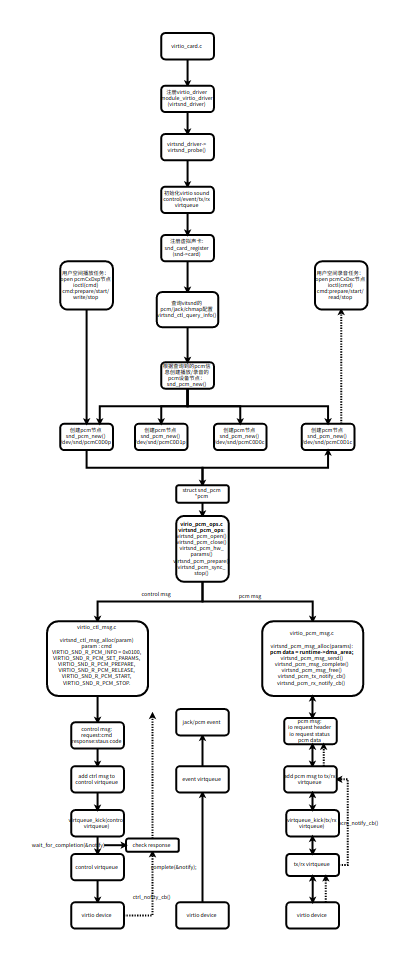 virtio_card.c
注册virtio_driver
module_virtio_driver
(virtsnd_driver)
virtsnd_driver->
virtsnd_probe()
初始化virtio sound
control/event/tx/rx
virtqueue
注册虚拟声卡:
snd_card_register
(snd->card)
用户空间播放任务:
open pcmCxDxp节点
ioctl(cmd)
cmd:prepare/start/
write/stop
用户空间录音任务:
open pcmCxDxc节点
ioctl(cmd)
cmd:prepare/start/
read/stop
查询vitsnd的
pcm/jack/chmap配置
virtsnd_ctl_query_info()
根据查询到的pcm信
息创建播放/录音的
pcm设备节点:
snd_pcm_new()
创建pcm节点
snd_pcm_new()
/dev/snd/pcmC0D0p
创建pcm节点
snd_pcm_new()
/dev/snd/pcmC0D1p
创建pcm节点
snd_pcm_new()
/dev/snd/pcmC0D0c
创建pcm节点
snd_pcm_new()
/dev/snd/pcmC0D1c
struct snd_pcm
*pcm
virio_pcm_ops.c
virtsnd_pcm_ops:
virtsnd_pcm_open()
virtsnd_pcm_close()
virtsnd_pcm_hw_
params()
virtsnd_pcm_prepare()
virtsnd_pcm_sync_
stop()
control msg
pcm msg
virtio_ctl_msg.c
virtsnd_ctl_msg_alloc(param)
param : cmd
VIRTIO_SND_R_PCM_INFO = 0x0100,
VIRTIO_SND_R_PCM_SET_PARAMS,
VIRTIO_SND_R_PCM_PREPARE,
VIRTIO_SND_R_PCM_RELEASE,
VIRTIO_SND_R_PCM_START,
VIRTIO_SND_R_PCM_STOP.
virtio_pcm_msg.c
virtsnd_pcm_msg_alloc(params):
pcm data = runtime->dma_area;
virtsnd_pcm_msg_send()
virtsnd_pcm_msg_complete()
virtsnd_pcm_msg_free()
virtsnd_pcm_tx_notify_cb()
virtsnd_pcm_rx_notify_cb()
control msg:
request:cmd
response:staus code
jack/pcm event
pcm msg:
io request header
io request status
pcm data
add ctrl msg to
control virtqueue
event virtqueue
add pcm msg to tx/rx
virtqueue
virtqueue_kick(control
virtqueue)
virtqueue_kick(tx/rx
virtqueue)
wait_for_completion(&notify)
check response
control virtqueue
complete(&notify);
tx/rx virtqueue
ctrl_notify_cb()
virtio device
virtio device
virtio device